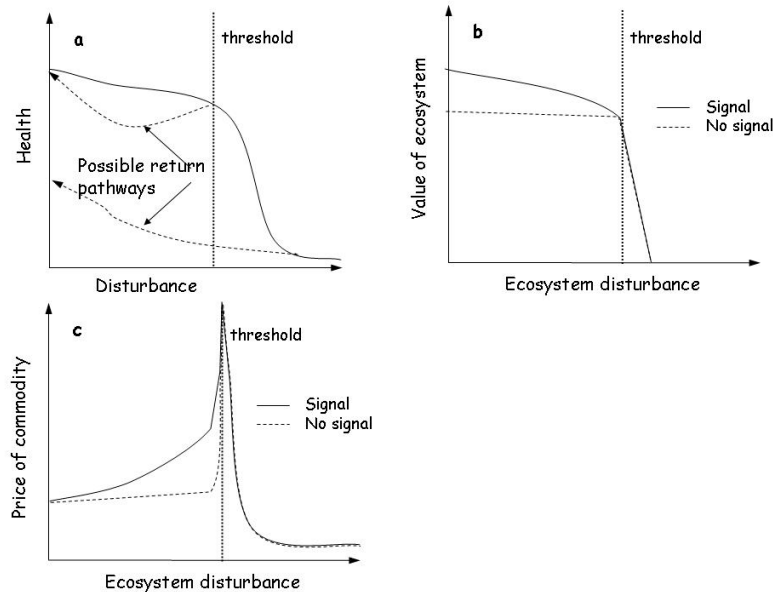 a
threshold
Health
Possible return
pathways
Disturbance
b
threshold
Value of ecosystem
Signal
No signal
Ecosystem disturbance
c
threshold
Price of commodity
Signal
No signal
Ecosystem disturbance